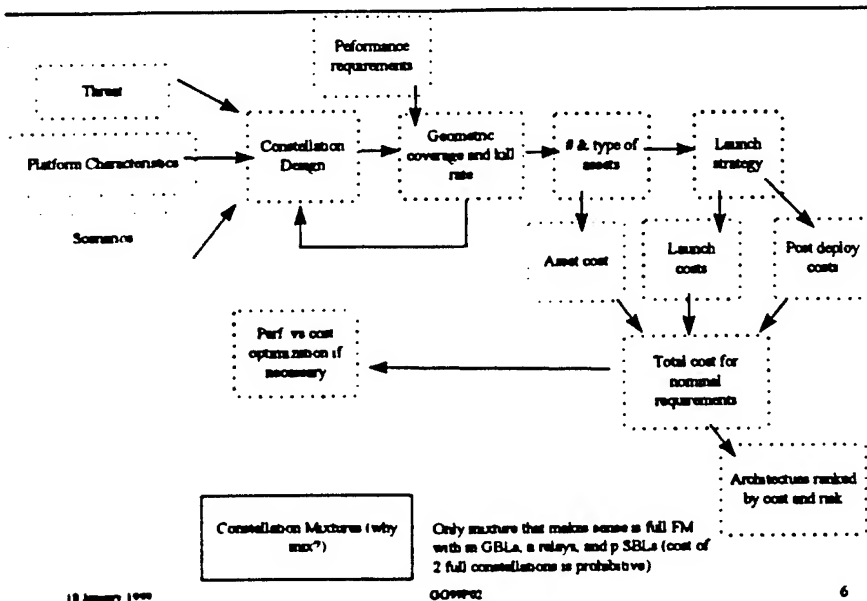 Peformance
requirements
Threat
Platform Characteristics
Scenarios
Constellation
Design
Geometric
coverage and kill
rate
# & type of
assets
Launch
strategy
Asset cost
Launch
costs
Post deploy
costs
Perf vs cost
optimization if
necessary
Total cost for
nominal
requirements
Architecture ranked
by cost and risk
Constellation Mixtures (why
mix?)
Only mixture that makes sense is full FM
with m GBLs, n relays, and p SBLs (cost of
2 full constellations is prohibitive)
18 January 1999
GG99P02
6